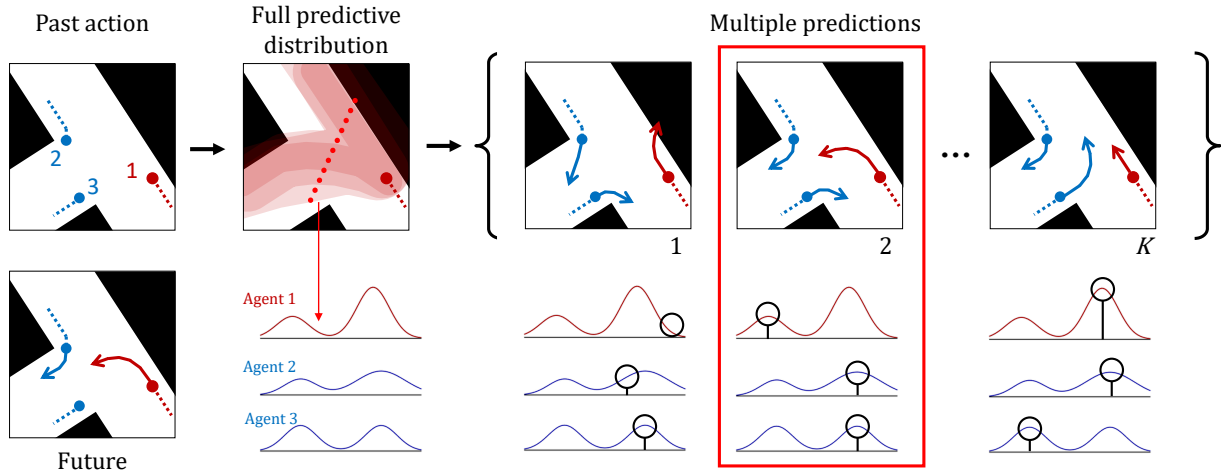 Past action
Full predictive
distribution
Multiple predictions
2
1
3
1
2
...
K
Agent 1
Agent 2
Agent 3
Future